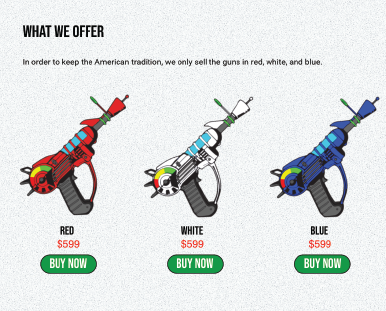 WHAT WE OFFER
In order to keep the American tradition, we only sell the guns in red, white, and blue.
RED
WHITE
BLUE
$599
$599
$599
BUY NOW
BUY NOW
BUY NOW